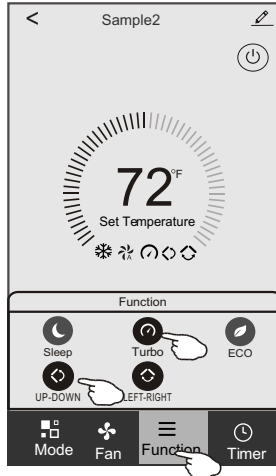 < Sample2
72°F
Set Temperature
A
Function
Sleep Turbo ECO
UP-DOWN LEFT-RIGHT
Mode Fan Function Timer